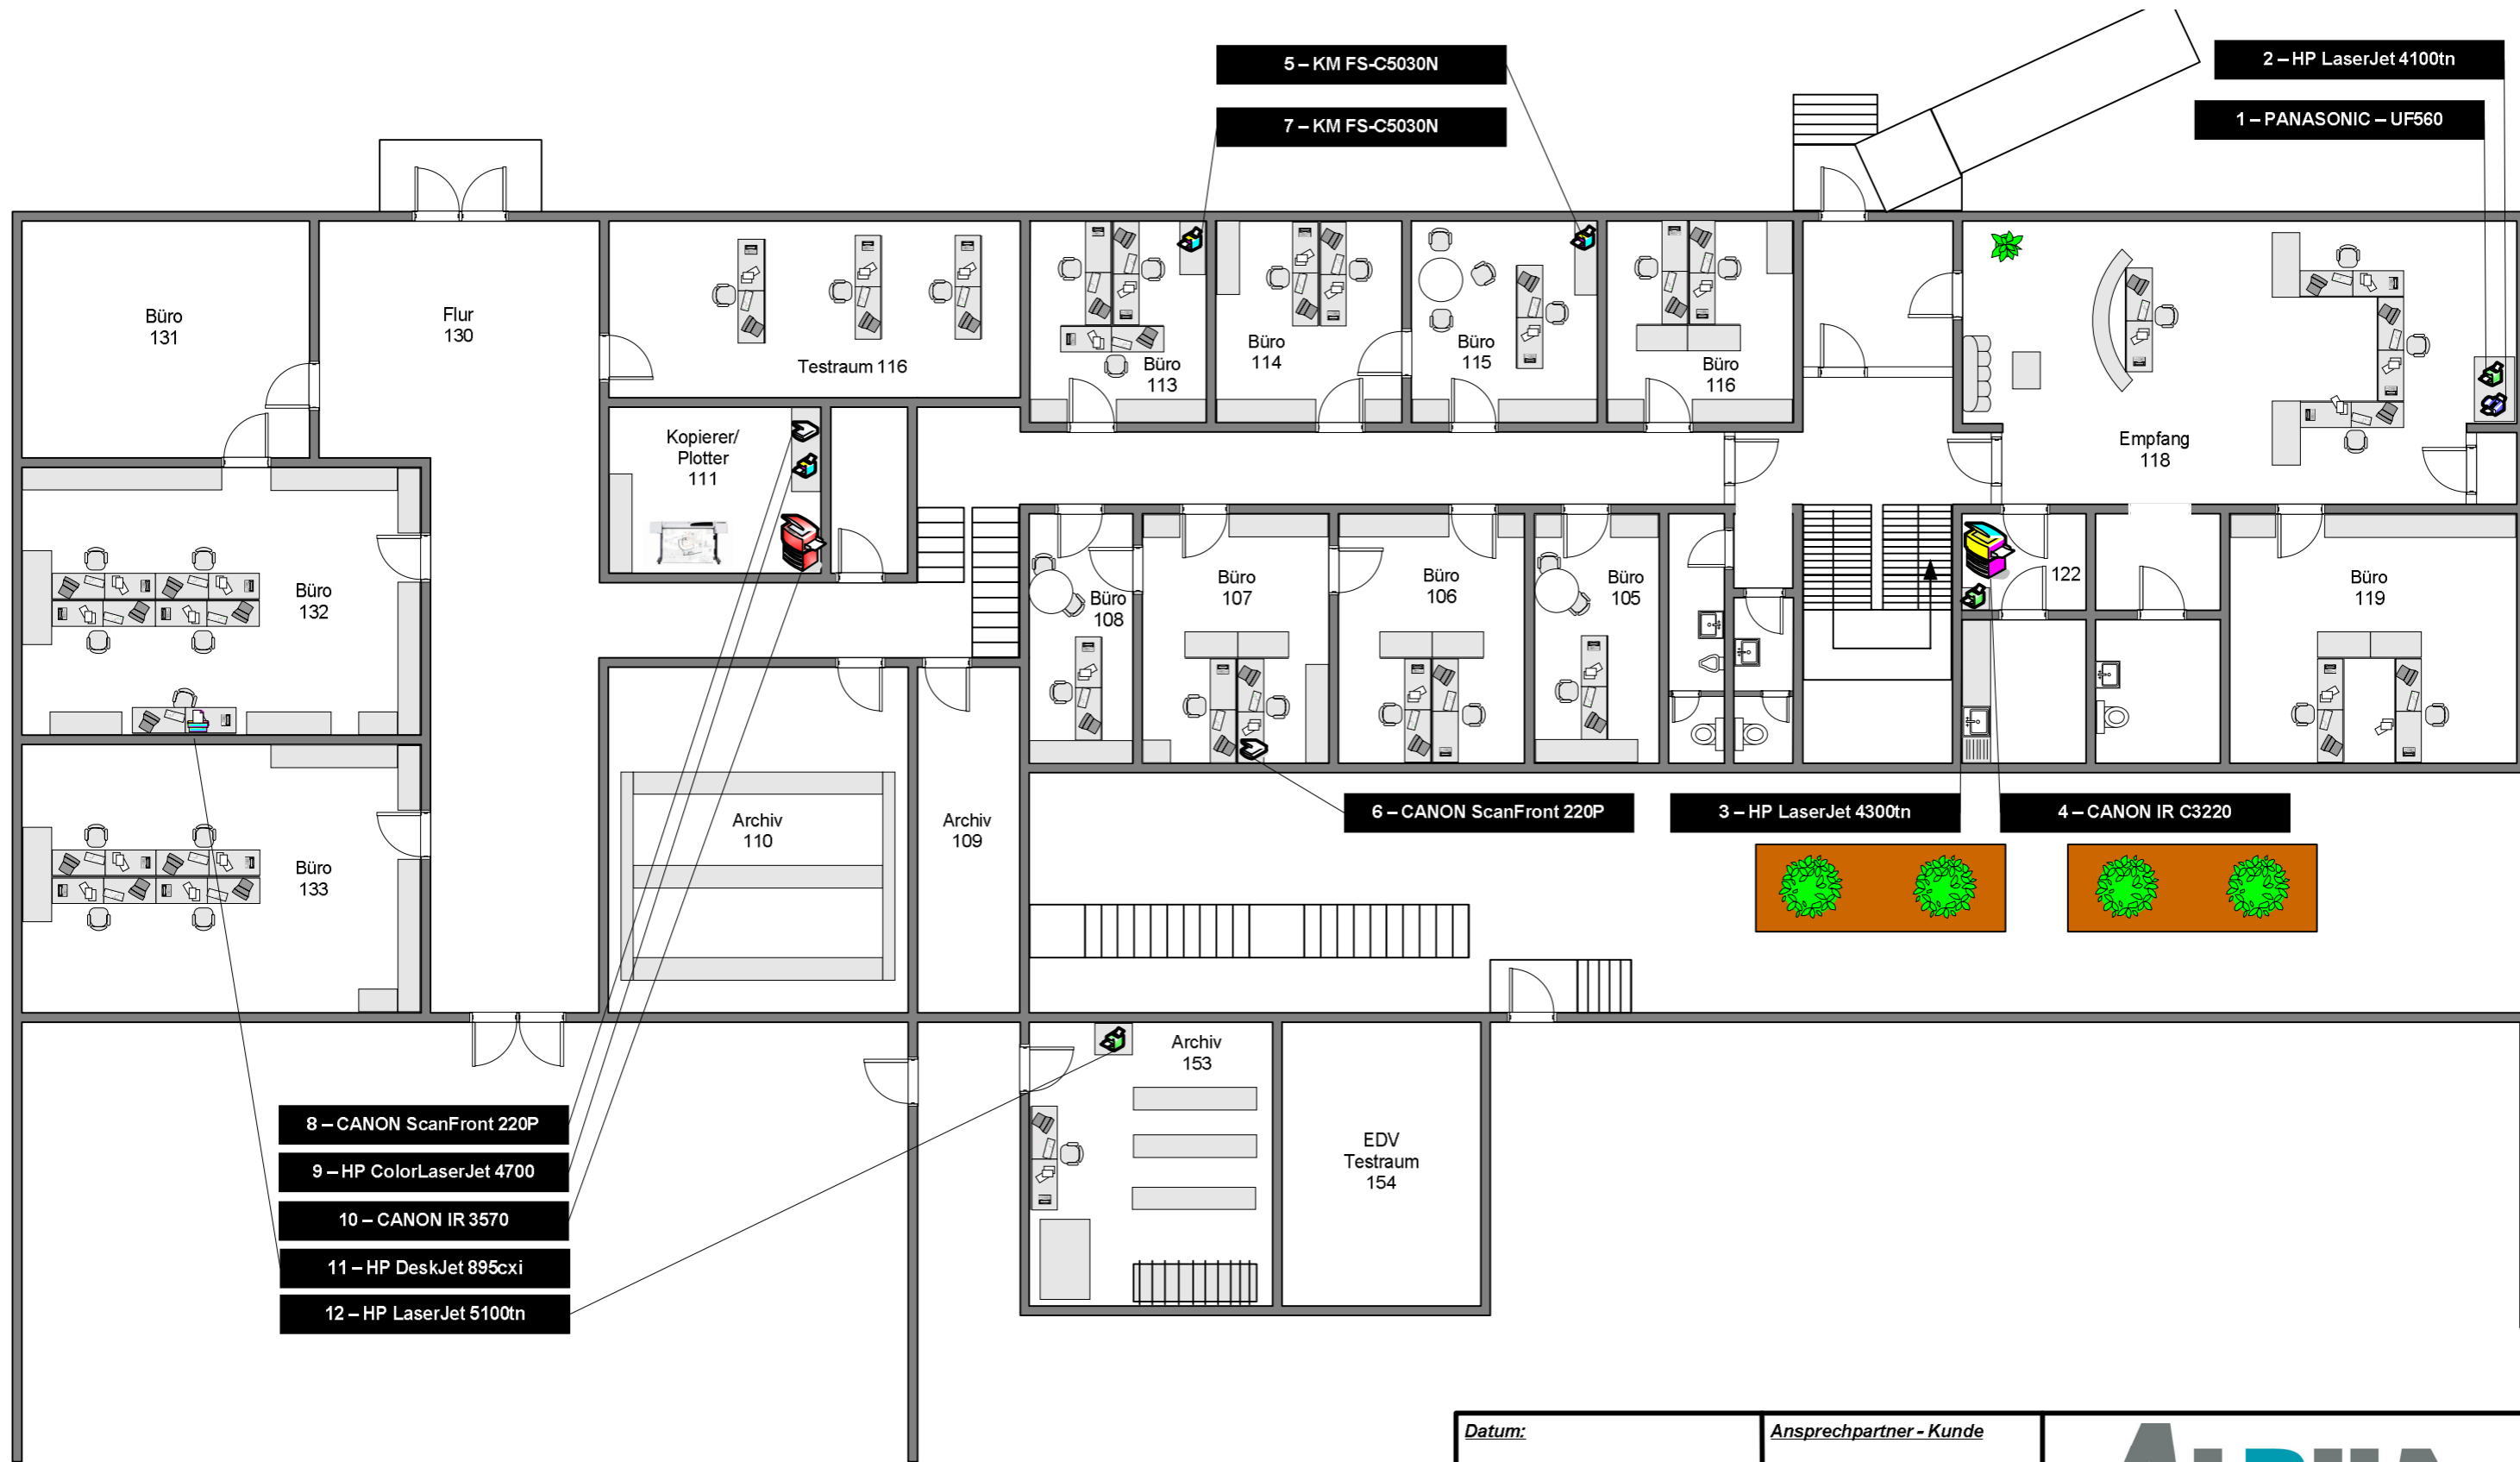 5 – KM FS-C5030N
2 – HP LaserJet 4100tn
7 – KM FS-C5030N
1 – PANASONIC – UF560
Büro
131
Flur
130
Testraum 116
Büro
113
Büro
114
Büro
115
Büro
116
Empfang
118
Kopierer/
Plotter
111
Büro
132
Büro
108
Büro
107
Büro
106
Büro
105
122
Büro
119
6 – CANON ScanFront 220P
3 – HP LaserJet 4300tn
4 – CANON IR C3220
Archiv
110
Archiv
109
Büro
133
Archiv
153
EDV
Testraum
154
8 – CANON ScanFront 220P
9 – HP ColorLaserJet 4700
10 – CANON IR 3570
11 – HP DeskJet 895cxi
12 – HP LaserJet 5100tn
Datum:
Ansprechpartner - Kunde
ALPHA